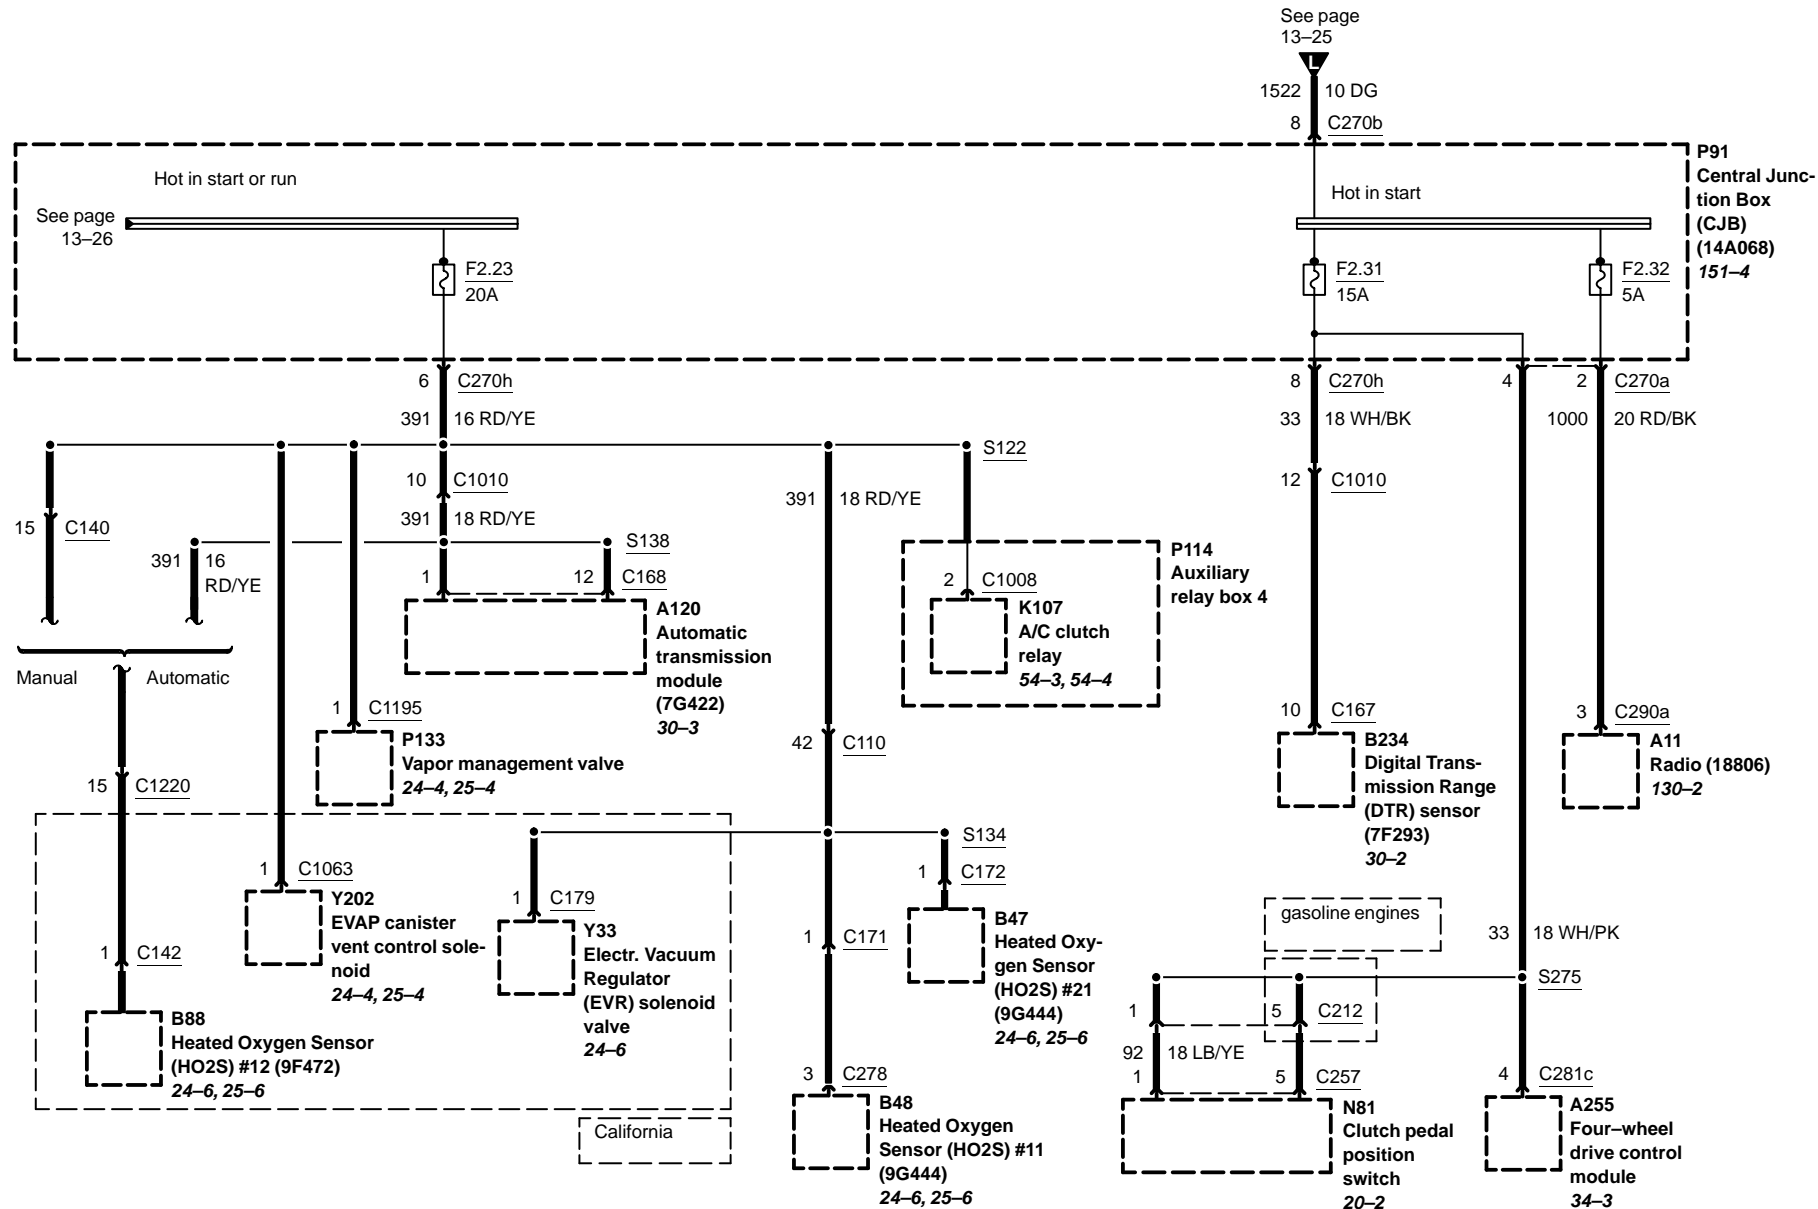 See page
13–25
L
1522 10 DG
8 C270b
P91
Central Junc-
tion Box
(CJB)
(14A068)
151–4
Hot in start or run
See page
13–26
Hot in start
F2.23
20A
F2.31
15A
F2.32
5A
6 C270h
391 16 RD/YE
8 C270h
33 18 WH/BK
4
2 C270a
1000 20 RD/BK
S122
10 C1010
391 18 RD/YE
391 18 RD/YE
12 C1010
15 C140
391 16
RD/YE
S138
1
12 C168
A120
Automatic
transmission
module
(7G422)
30–3
P114
Auxiliary
relay box 4
2 C1008
K107
A/C clutch
relay
54–3, 54–4
Manual
Automatic
1 C1195
P133
Vapor management valve
24–4, 25–4
42 C110
10 C167
B234
Digital Trans-
mission Range
(DTR) sensor
(7F293)
30–2
3 C290a
A11
Radio (18806)
130–2
15 C1220
S134
1 C1063
Y202
EVAP canister
vent control sole-
noid
24–4, 25–4
1 C179
Y33
Electr. Vacuum
Regulator
(EVR) solenoid
valve
24–6
1 C172
B47
Heated Oxy-
gen Sensor
(HO2S) #21
(9G444)
24–6, 25–6
1 C171
1 C142
B88
Heated Oxygen Sensor
(HO2S) #12 (9F472)
24–6, 25–6
California
3 C278
B48
Heated Oxygen
Sensor (HO2S) #11
(9G444)
24–6, 25–6
gasoline engines
33 18 WH/PK
S275
1
5 C212
92 18 LB/YE
1
5 C257
N81
Clutch pedal
position
switch
20–2
4 C281c
A255
Four–wheel
drive control
module
34–3